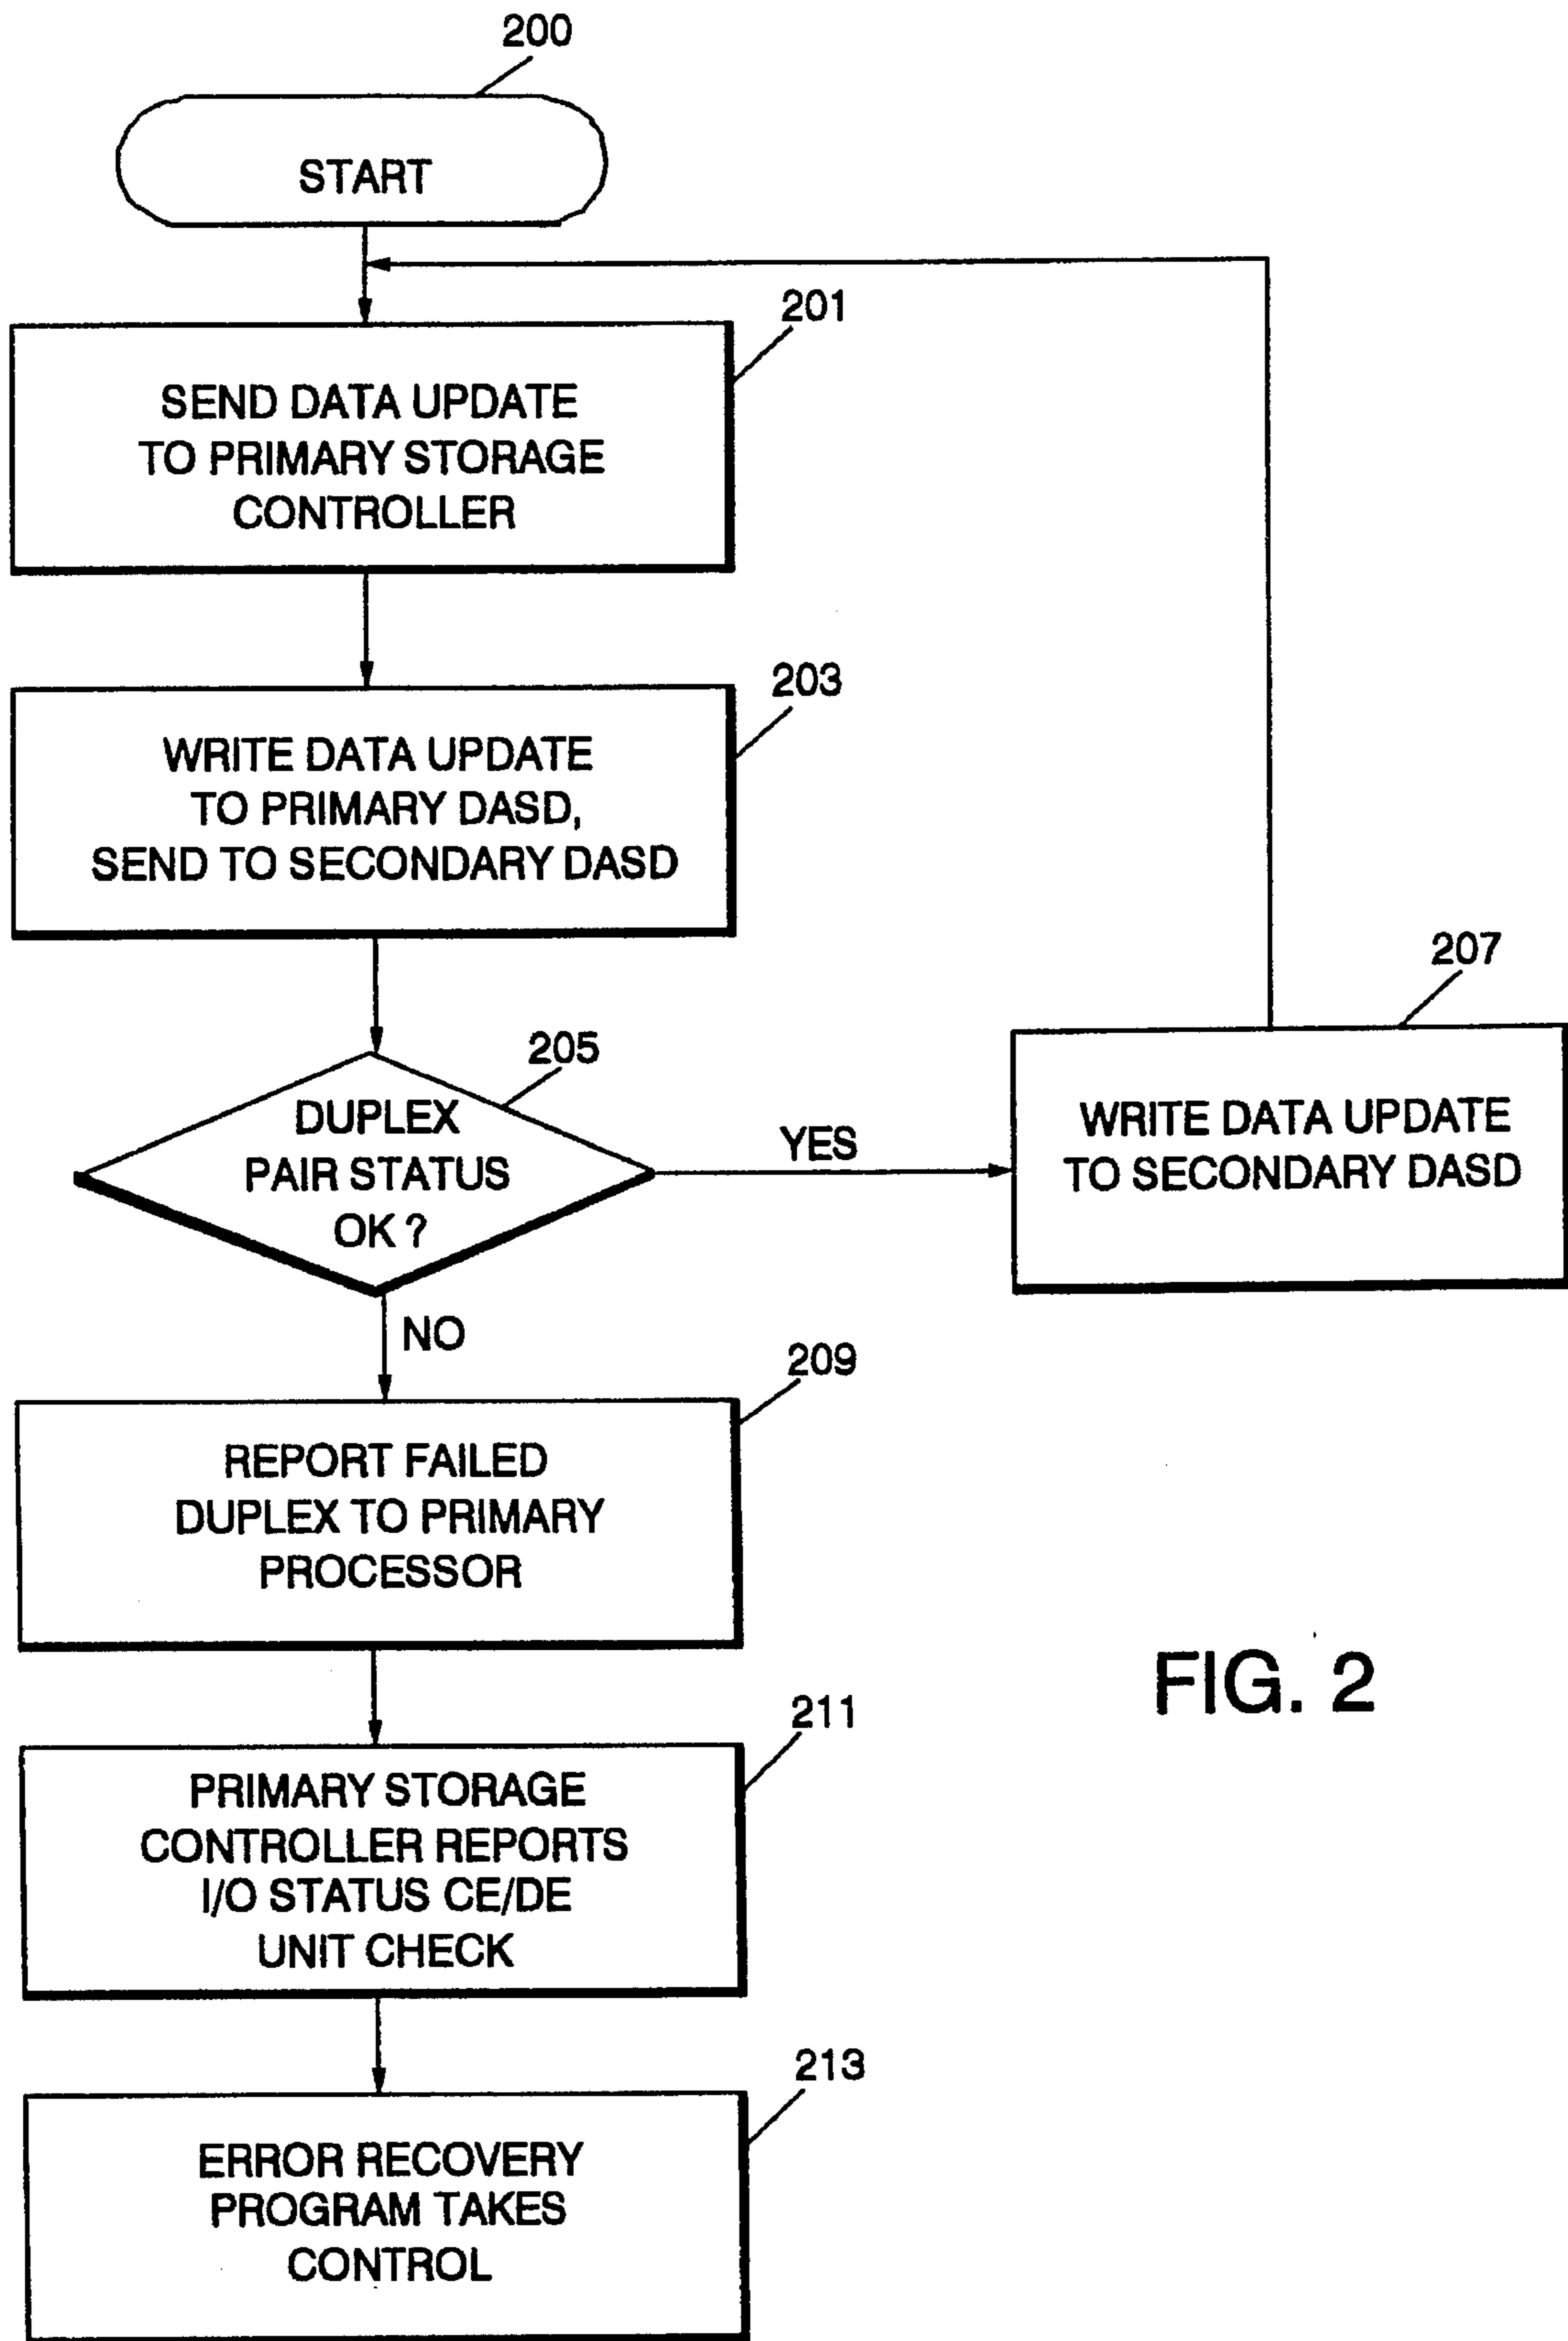 200
START
201
SEND DATA UPDATE
TO PRIMARY STORAGE
CONTROLLER
203
WRITE DATA UPDATE
TO PRIMARY DASD,
SEND TO SECONDARY DASD
205
DUPLEX
PAIR STATUS
OK ?
YES
207
WRITE DATA UPDATE
TO SECONDARY DASD
NO
209
REPORT FAILED
DUPLEX TO PRIMARY
PROCESSOR
211
PRIMARY STORAGE
CONTROLLER REPORTS
I/O STATUS CE/DE
UNIT CHECK
213
ERROR RECOVERY
PROGRAM TAKES
CONTROL
FIG. 2